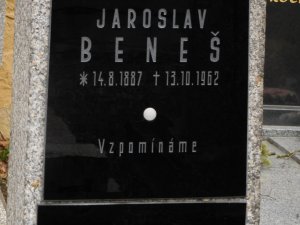 JAROSLAV
BENEŠ
* 14.8.1887 † 13.10.1962
Vzpomínáme